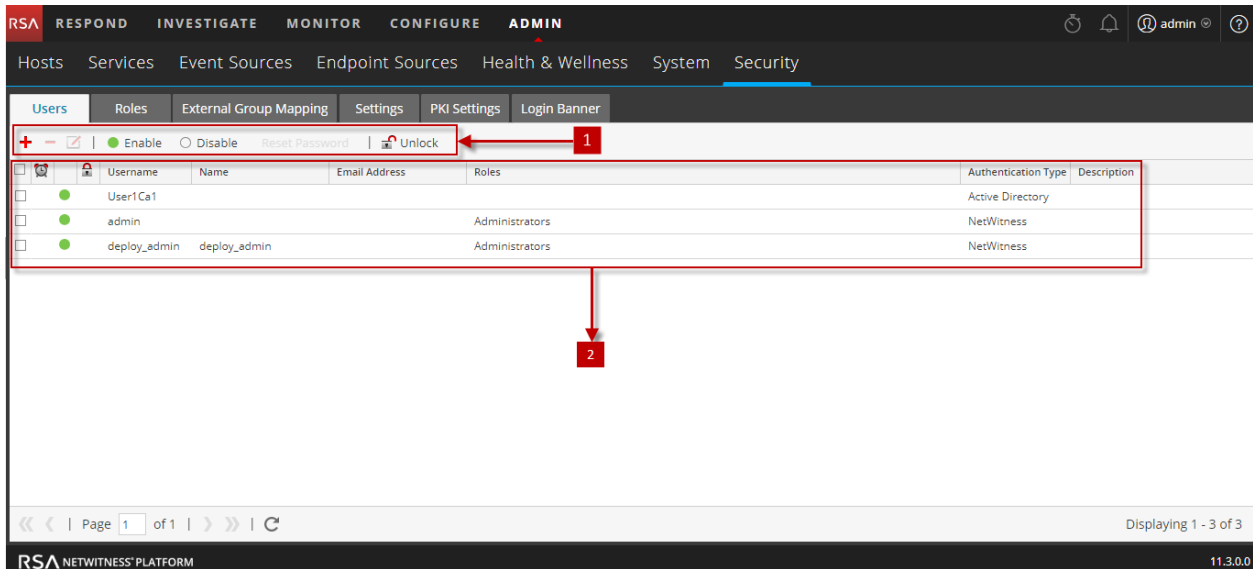 RSA RESPOND INVESTIGATE MONITOR CONFIGURE ADMIN admin
Hosts Services Event Sources Endpoint Sources Health & Wellness System Security
Users Roles External Group Mapping Settings PKI Settings Login Banner
Enable Disable Reset Password Unlock 1
Username Name Email Address Roles Authentication Type Description
User1Ca1 Active Directory
admin Administrators NetWitness
deploy_admin deploy_admin Administrators NetWitness
2
Page 1 of 1 Displaying 1 - 3 of 3
RSA NETWITNESS® PLATFORM 11.3.0.0